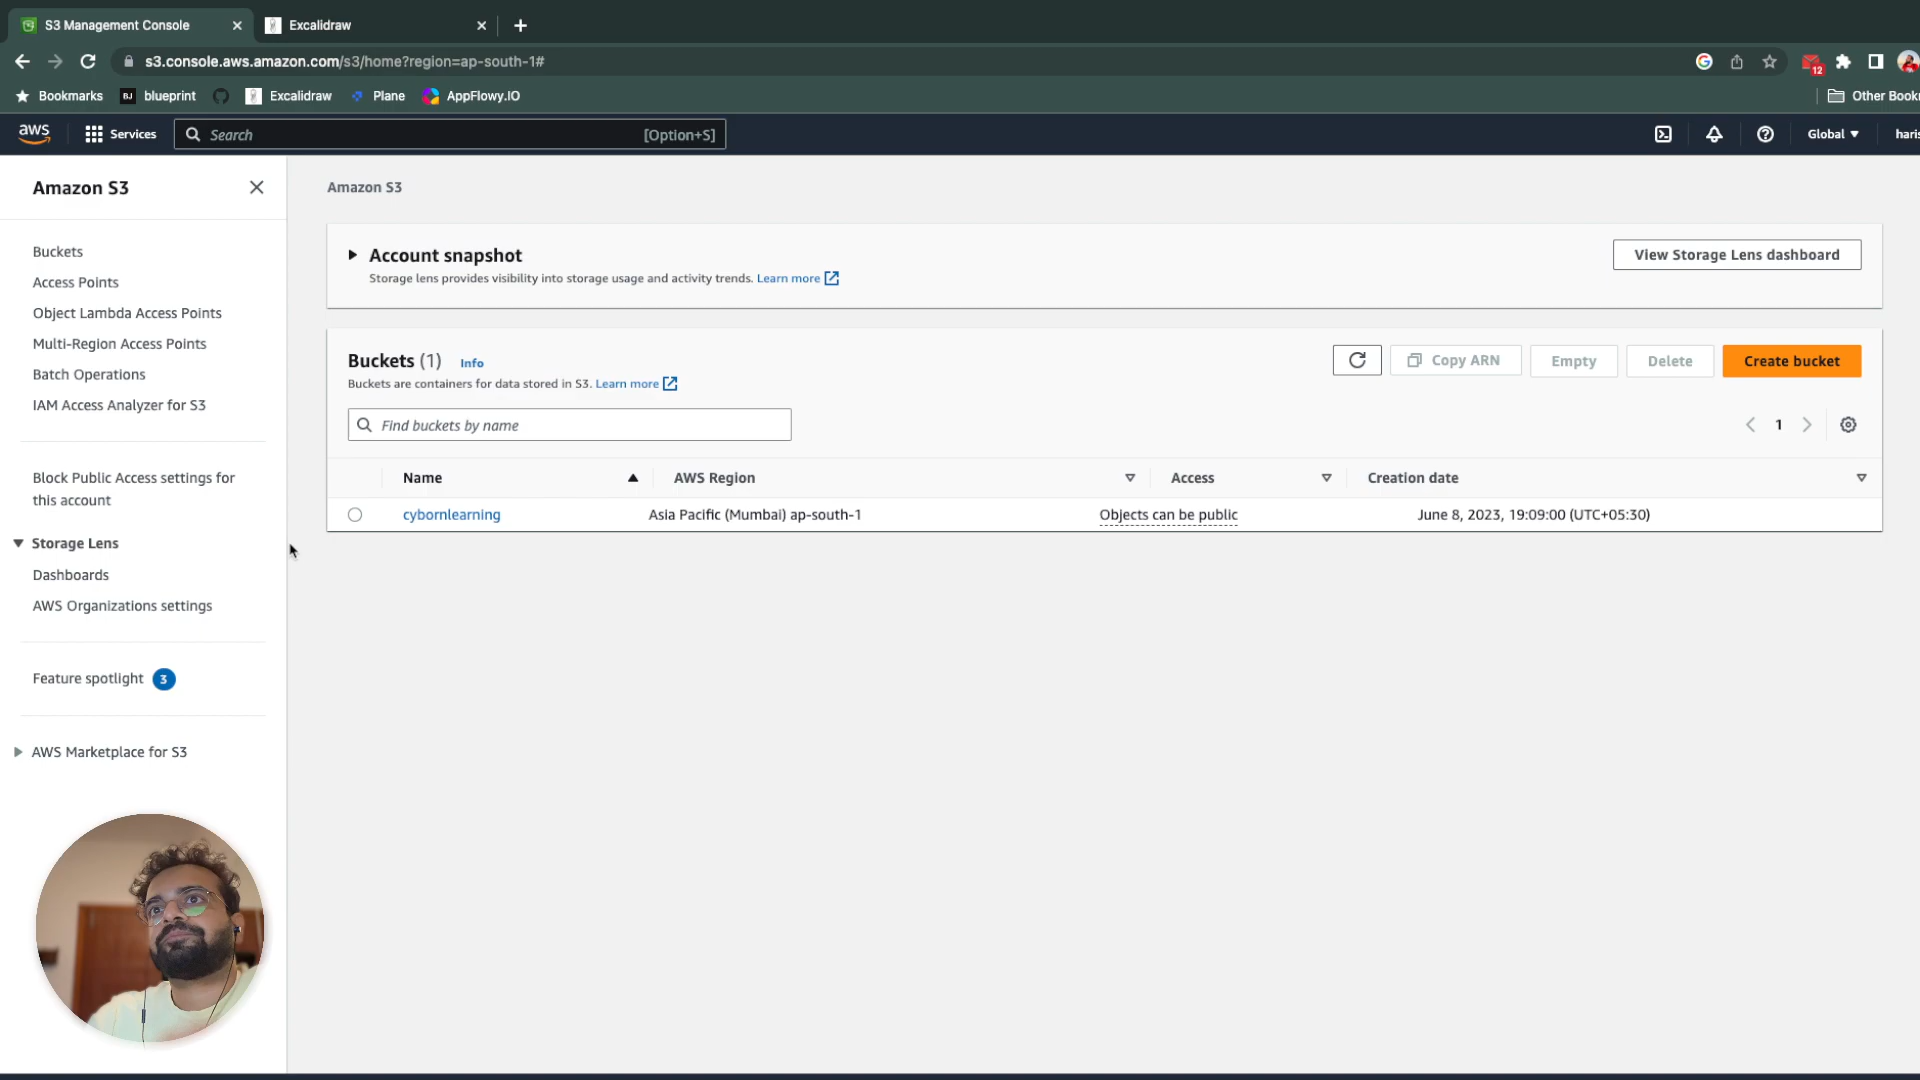 S3 Management Console
Excalidraw
s3.console.aws.amazon.com/s3/home?region=ap-south-1#
12
Bookmarks
BJ
blueprint
Excalidraw
Plane
AppFlowy.IO
Other Book
aws
Services
Search
[Option+S]
Global
haris
Amazon S3
Buckets
Access Points
Object Lambda Access Points
Multi-Region Access Points
Batch Operations
IAM Access Analyzer for S3
Block Public Access settings for
this account
Storage Lens
Dashboards
AWS Organizations settings
Feature spotlight 3
AWS Marketplace for S3
Amazon S3
Account snapshot
Storage lens provides visibility into storage usage and activity trends. Learn more
View Storage Lens dashboard
Buckets (1) Info
Buckets are containers for data stored in S3. Learn more
Copy ARN
Empty
Delete
Create bucket
Find buckets by name
1
Name
AWS Region
Access
Creation date
cybornlearning
Asia Pacific (Mumbai) ap-south-1
Objects can be public
June 8, 2023, 19:09:00 (UTC+05:30)